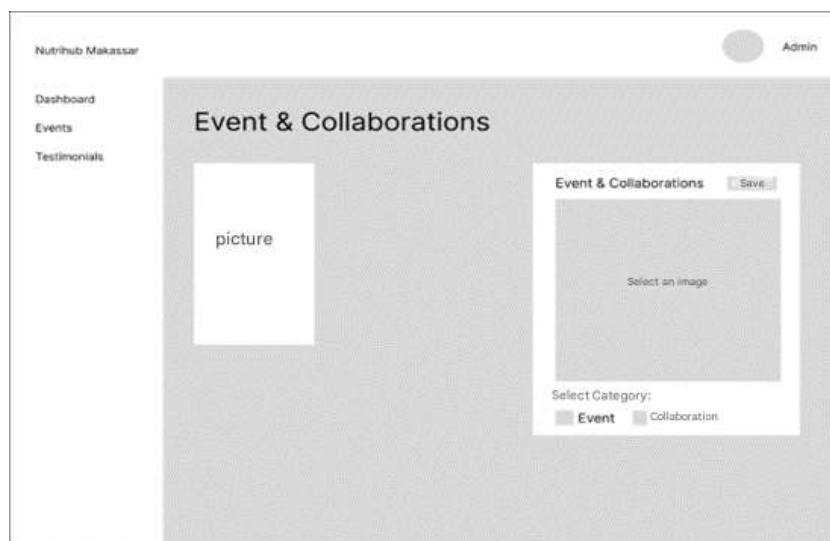 Nutrihub Makassar
Admin
Dashboard
Events
Testimonials
Event & Collaborations
picture
Event & Collaborations
Save
Select an image
Select Category:
Event
Collaboration